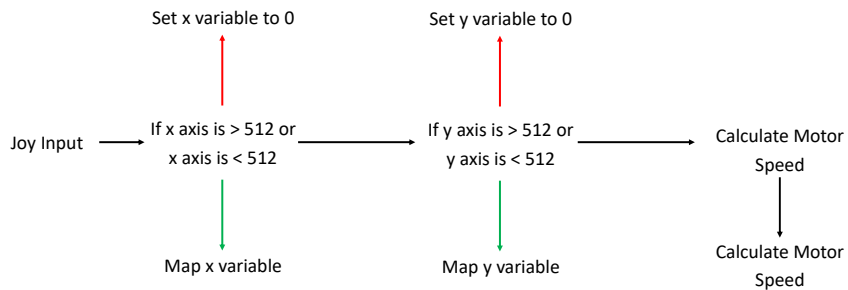 Set x variable to 0
Set y variable to 0
Joy Input
If x axis is > 512 or
x axis is < 512
If y axis is > 512 or
y axis is < 512
Calculate Motor
Speed
Map x variable
Map y variable
Calculate Motor
Speed